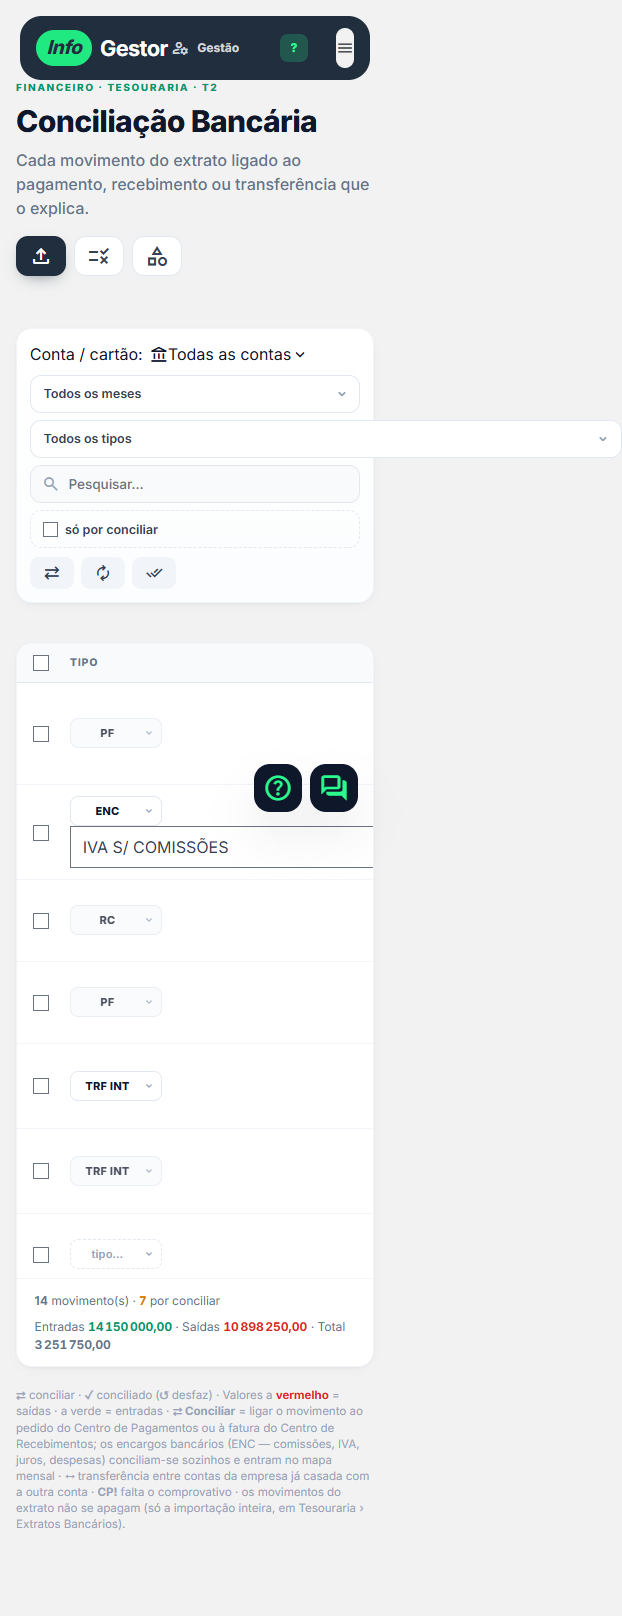 Info Gestor Gestão ?
FINANCEIRO · TESOURARIA · T2
Conciliação Bancária
Cada movimento do extrato ligado ao
pagamento, recebimento ou transferência que
o explica.
Conta / cartão: Todas as contas
Todos os meses
Todos os tipos
Pesquisar...
só por conciliar
TIPO
PF
ENC
IVA S/ COMISSÕES
RC
PF
TRF INT
TRF INT
tipo...
14 movimento(s) · 7 por conciliar
Entradas 14 150 000,00 · Saídas 10 898 250,00 · Total
3 251 750,00
⇄ conciliar · ✓ conciliado (↺ desfaz) · Valores a vermelho =
saídas · a verde = entradas · ⇄ Conciliar = ligar o movimento ao
pedido do Centro de Pagamentos ou à fatura do Centro de
Recebimentos; os encargos bancários (ENC — comissões, IVA,
juros, despesas) conciliam-se sozinhos e entram no mapa
mensal · ↔ transferência entre contas da empresa já casada com
a outra conta · CP! falta o comprovativo · os movimentos do
extrato não se apagam (só a importação inteira, em Tesouraria ›
Extratos Bancários).